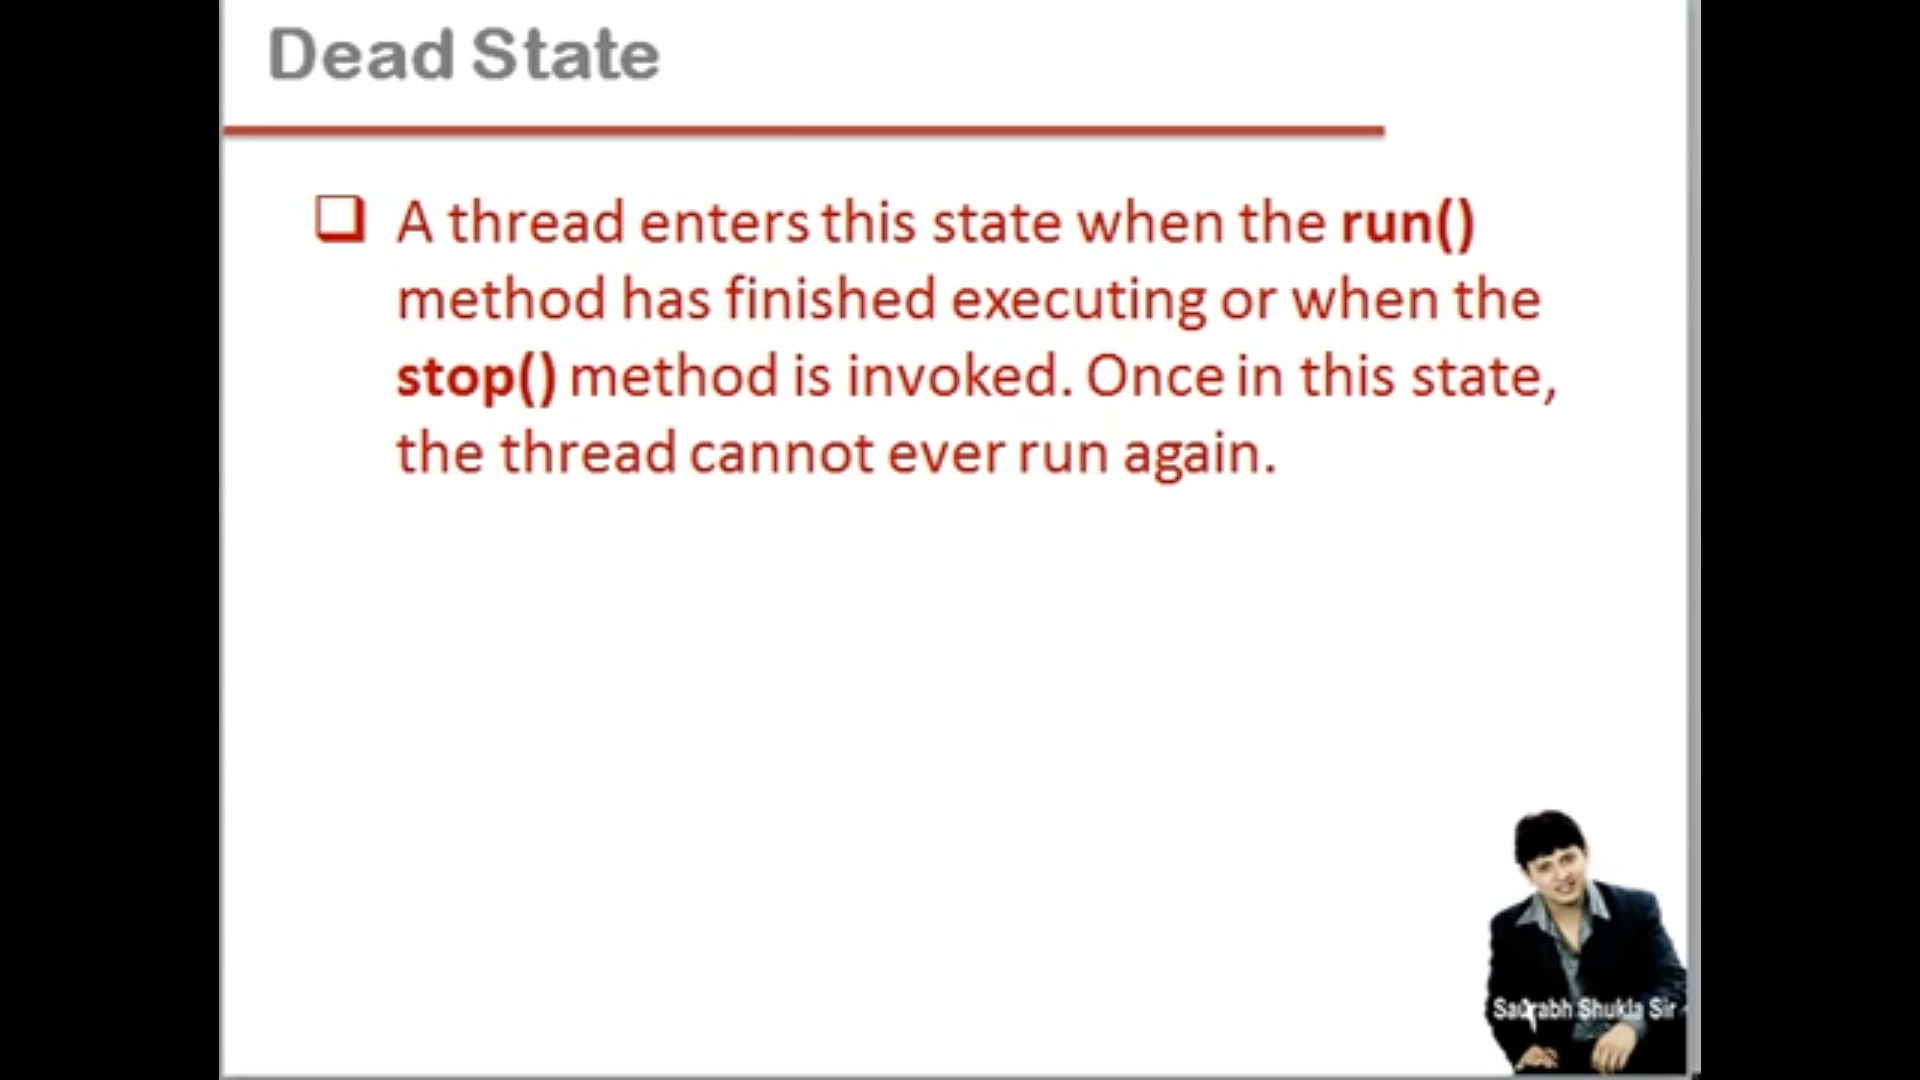 Dead State
A thread enters this state when the run()
method has finished executing or when the
stop() method is invoked. Once in this state,
the thread cannot ever run again.
Saurabh Shukla Sir